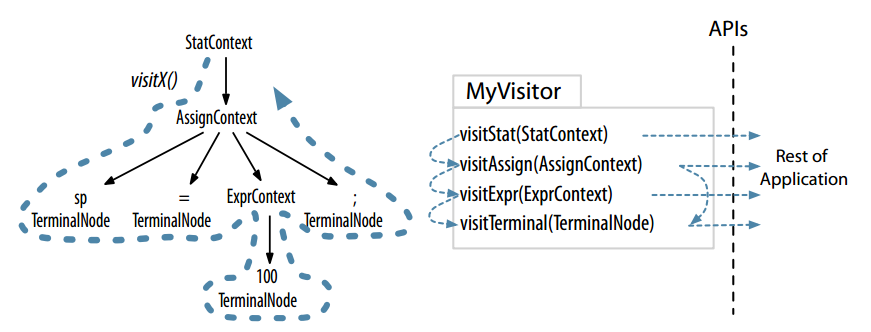 StatContext
visitX()
AssignContext
sp
TerminalNode
=
TerminalNode
ExprContext
;
TerminalNode
100
TerminalNode
APIs
MyVisitor
visitStat(StatContext)
visitAssign(AssignContext)
visitExpr(ExprContext)
visitTerminal(TerminalNode)
Rest of
Application